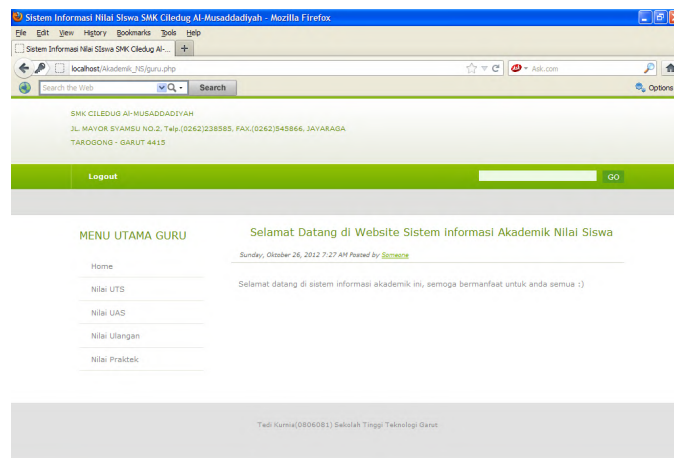 Sistem Informasi Nilai SIswa SMK Ciledug Al-Musaddadiyah - Mozilla Firefox
File Edit View History Bookmarks Tools Help
Sistem Informasi Nilai SIswa SMK Ciledug Al-... +
localhost/Akademik_NS/guru.php Ask.com
Search the Web Search Options
SMK CILEDUG Al-MUSADDADIYAH
JL. MAYOR SYAMSU NO.2. Telp.(0262)238585, FAX.(0262)545866, JAYARAGA
TAROGONG - GARUT 4415
Logout GO
MENU UTAMA GURU
Home
Nilai UTS
Nilai UAS
Nilai Ulangan
Nilai Praktek
Selamat Datang di Website Sistem informasi Akademik Nilai Siswa
Sunday, Oktober 26, 2012 7:27 AM Posted by Someone
Selamat datang di sistem informasi akademik ini, semoga bermanfaat untuk anda semua :)
Tedi Kurnia(0806081) Sekolah Tinggi Teknologi Garut